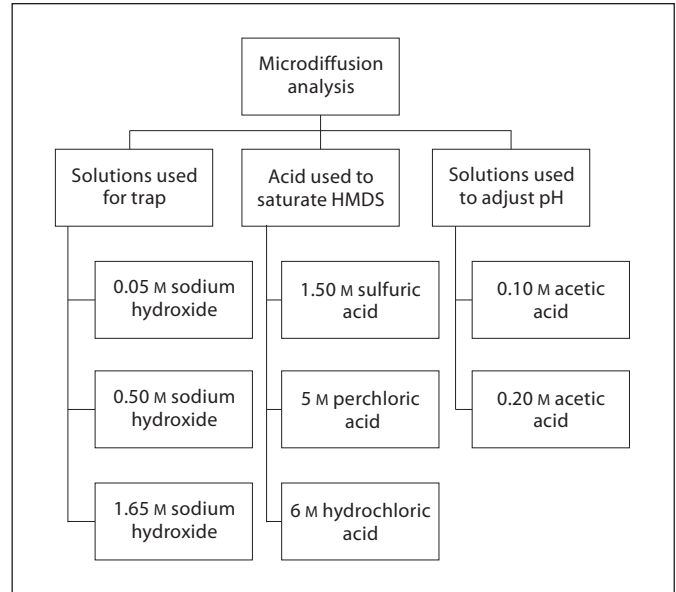 Microdiffusion
analysis
Solutions used
for trap
Acid used to
saturate HMDS
Solutions used
to adjust pH
0.05 M sodium
hydroxide
1.50 M sulfuric
acid
0.10 M acetic
acid
0.50 M sodium
hydroxide
5 M perchloric
acid
0.20 M acetic
acid
1.65 M sodium
hydroxide
6 M hydrochloric
acid